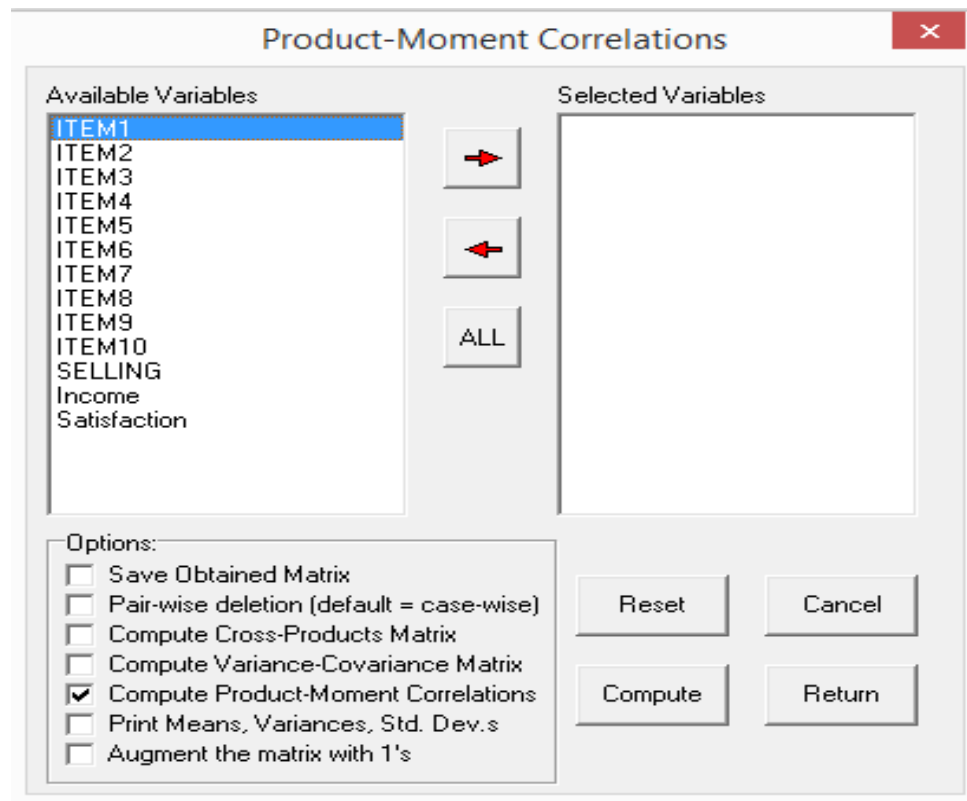 Product-Moment Correlations
Available Variables
ITEM1
ITEM2
ITEM3
ITEM4
ITEM5
ITEM6
ITEM7
ITEM8
ITEM9
ITEM10
SELLING
Income
Satisfaction
ALL
Selected Variables
Options:
Save Obtained Matrix
Pair-wise deletion (default = case-wise)
Compute Cross-Products Matrix
Compute Variance-Covariance Matrix
Compute Product-Moment Correlations
Print Means, Variances, Std. Dev.s
Augment the matrix with 1's
Reset
Cancel
Compute
Return